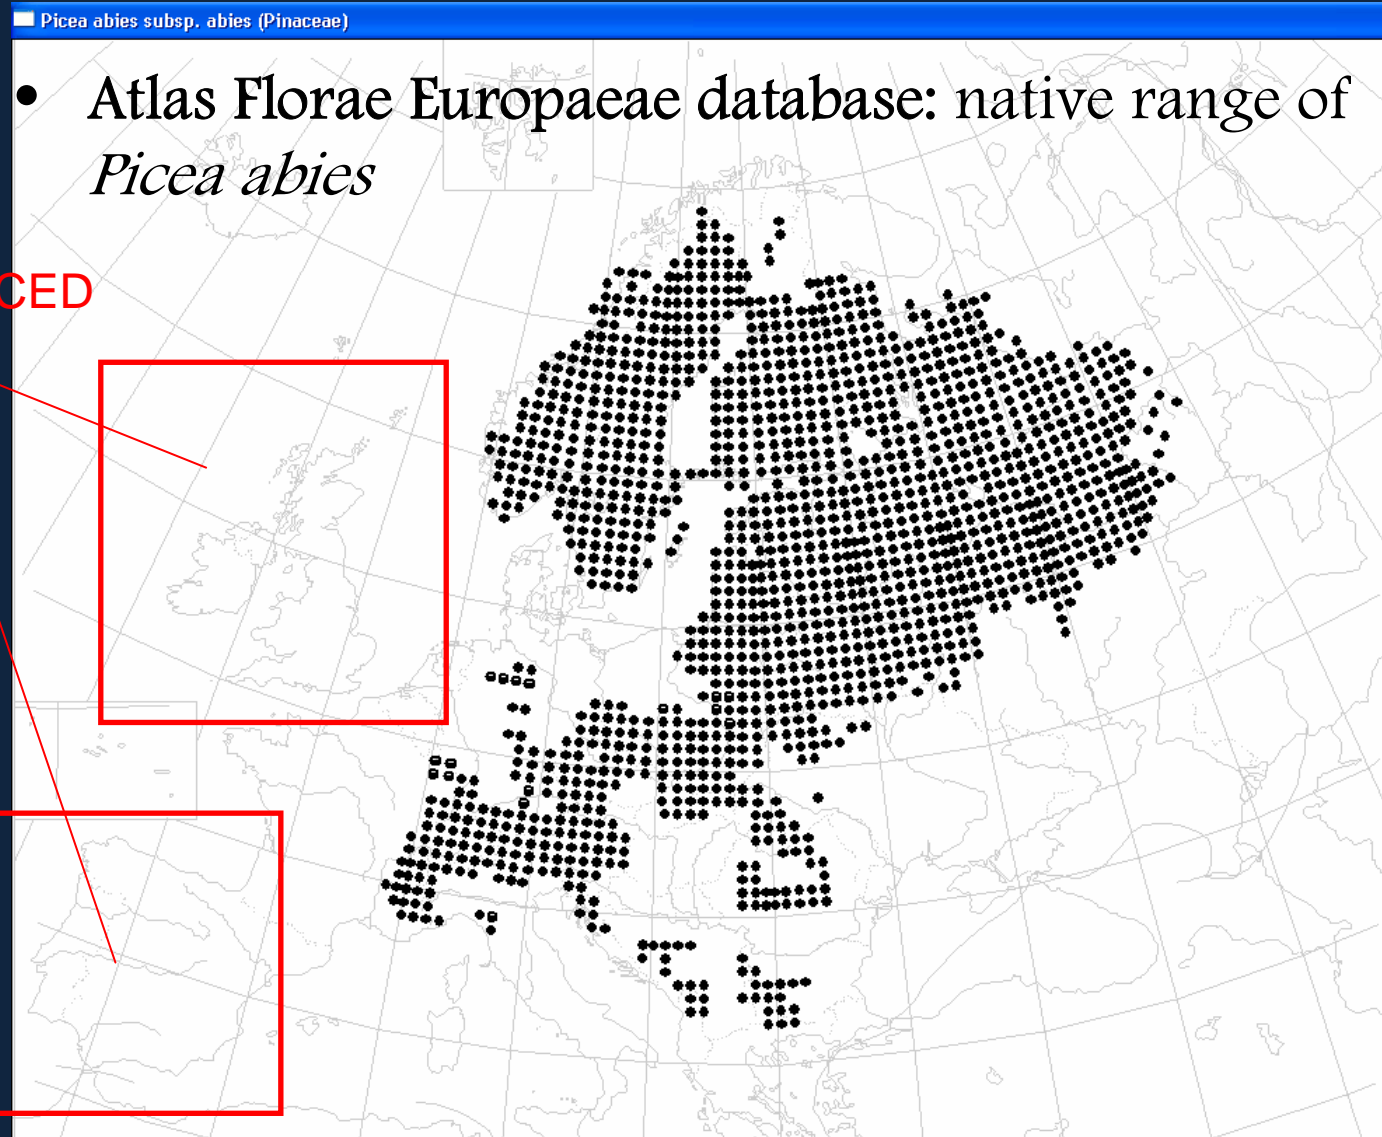 Picea abies subsp. abies (Pinaceae)
• Atlas Florae Europaeae database: native range of
Picea abies
CED